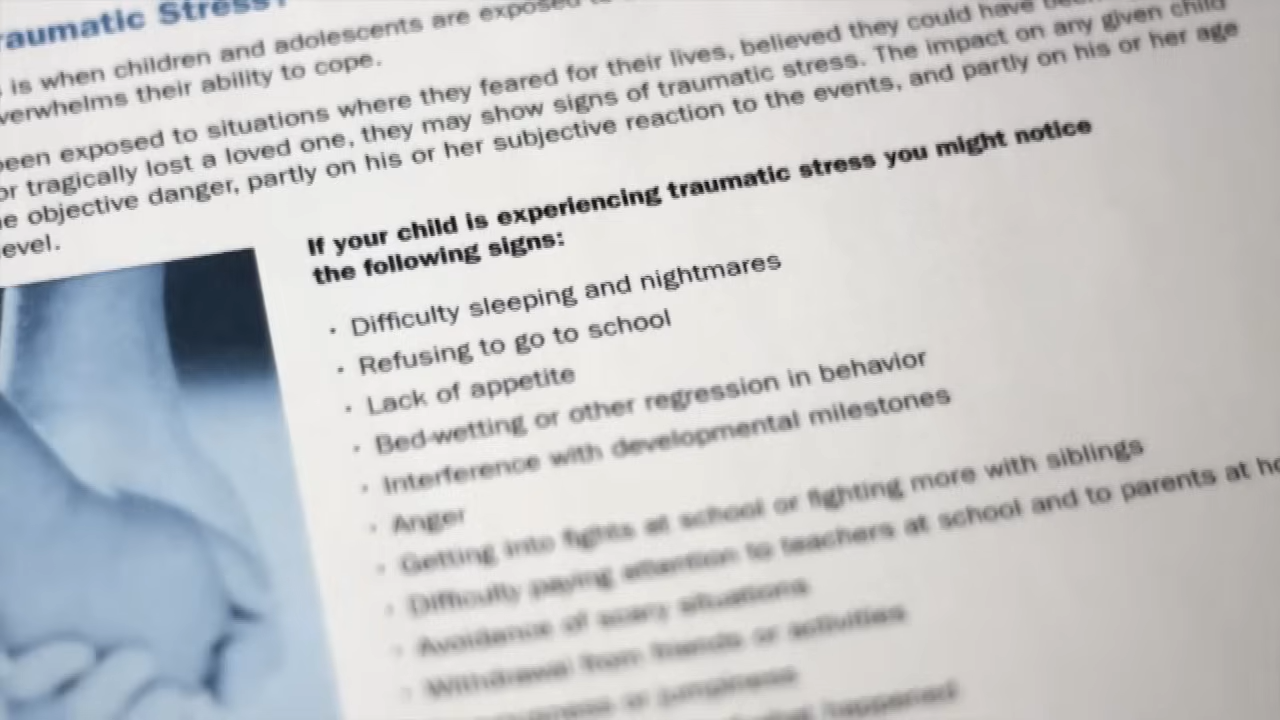 raumatic Stress?
is when children and adolescents are exposed to
verwhelms their ability to cope.
been exposed to situations where they feared for their lives, believed they could have been
or tragically lost a loved one, they may show signs of traumatic stress. The impact on any given child
e objective danger, partly on his or her subjective reaction to the events, and partly on his or her age
evel.
If your child is experiencing traumatic stress you might notice
the following signs:
· Difficulty sleeping and nightmares
· Refusing to go to school
· Lack of appetite
· Bed-wetting or other regression in behavior
· Interference with developmental milestones
· Anger
· Getting into fights at school or fighting more with siblings
· Difficulty paying attention to teachers at school and to parents at ho
· Avoidance of scary situations
· Withdrawal from friends or activities
or jumpiness
happened